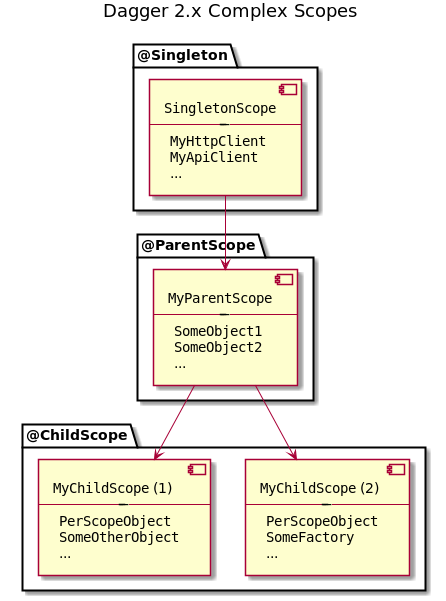 Dagger 2.x Complex Scopes
@Singleton
SingletonScope
MyHttpClient
MyApiClient
...
@ParentScope
MyParentScope
SomeObject1
SomeObject2
...
@ChildScope
MyChildScope (1)
PerScopeObject
SomeOtherObject
...
MyChildScope (2)
PerScopeObject
SomeFactory
...